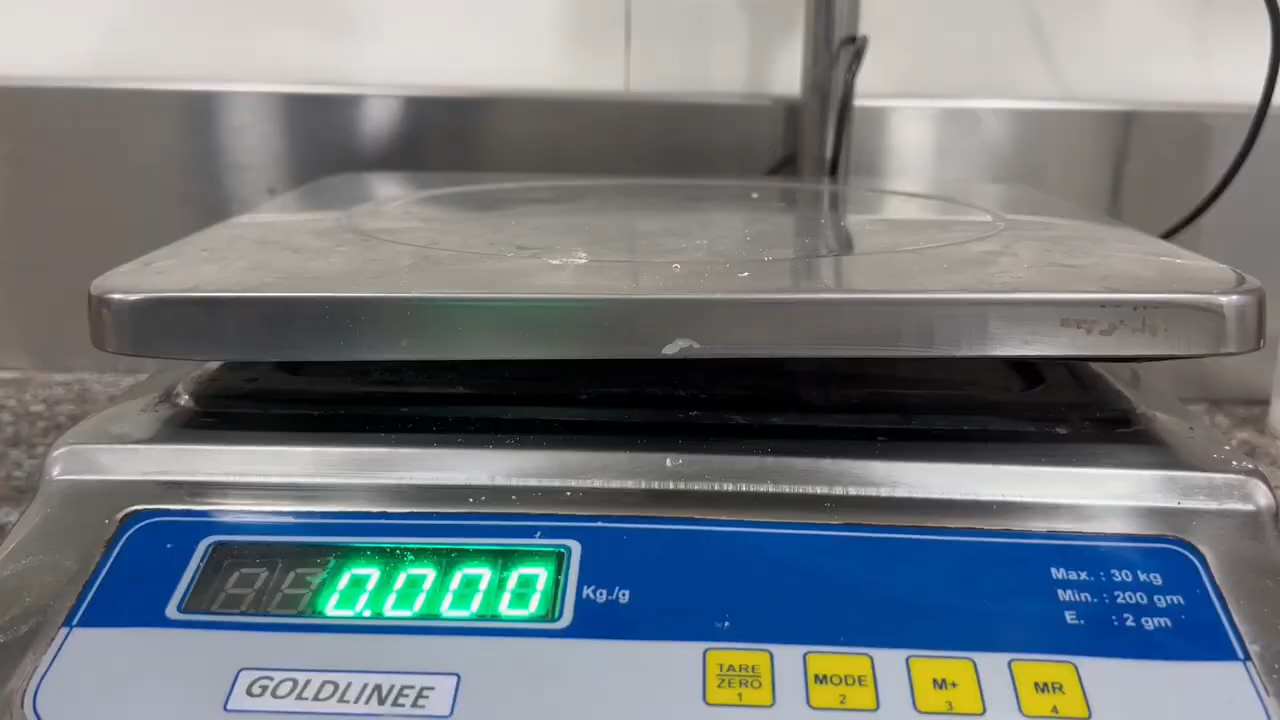 0.000 Kg./g
Max. : 30 kg
Min. : 200 gm
E. : 2 gm
GOLDLINEE
TARE
ZERO
1
MODE
2
M+
3
MR
4